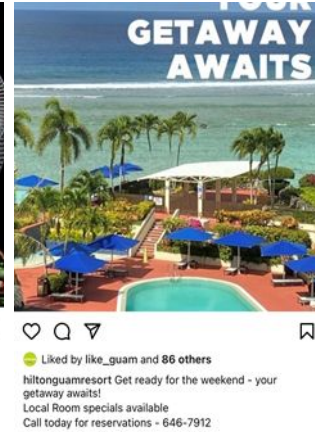 YOUR
GETAWAY
AWAITS
Liked by like_guam and 86 others
hiltonguamresort Get ready for the weekend - your
getaway awaits!
Local Room specials available
Call today for reservations - 646-7912